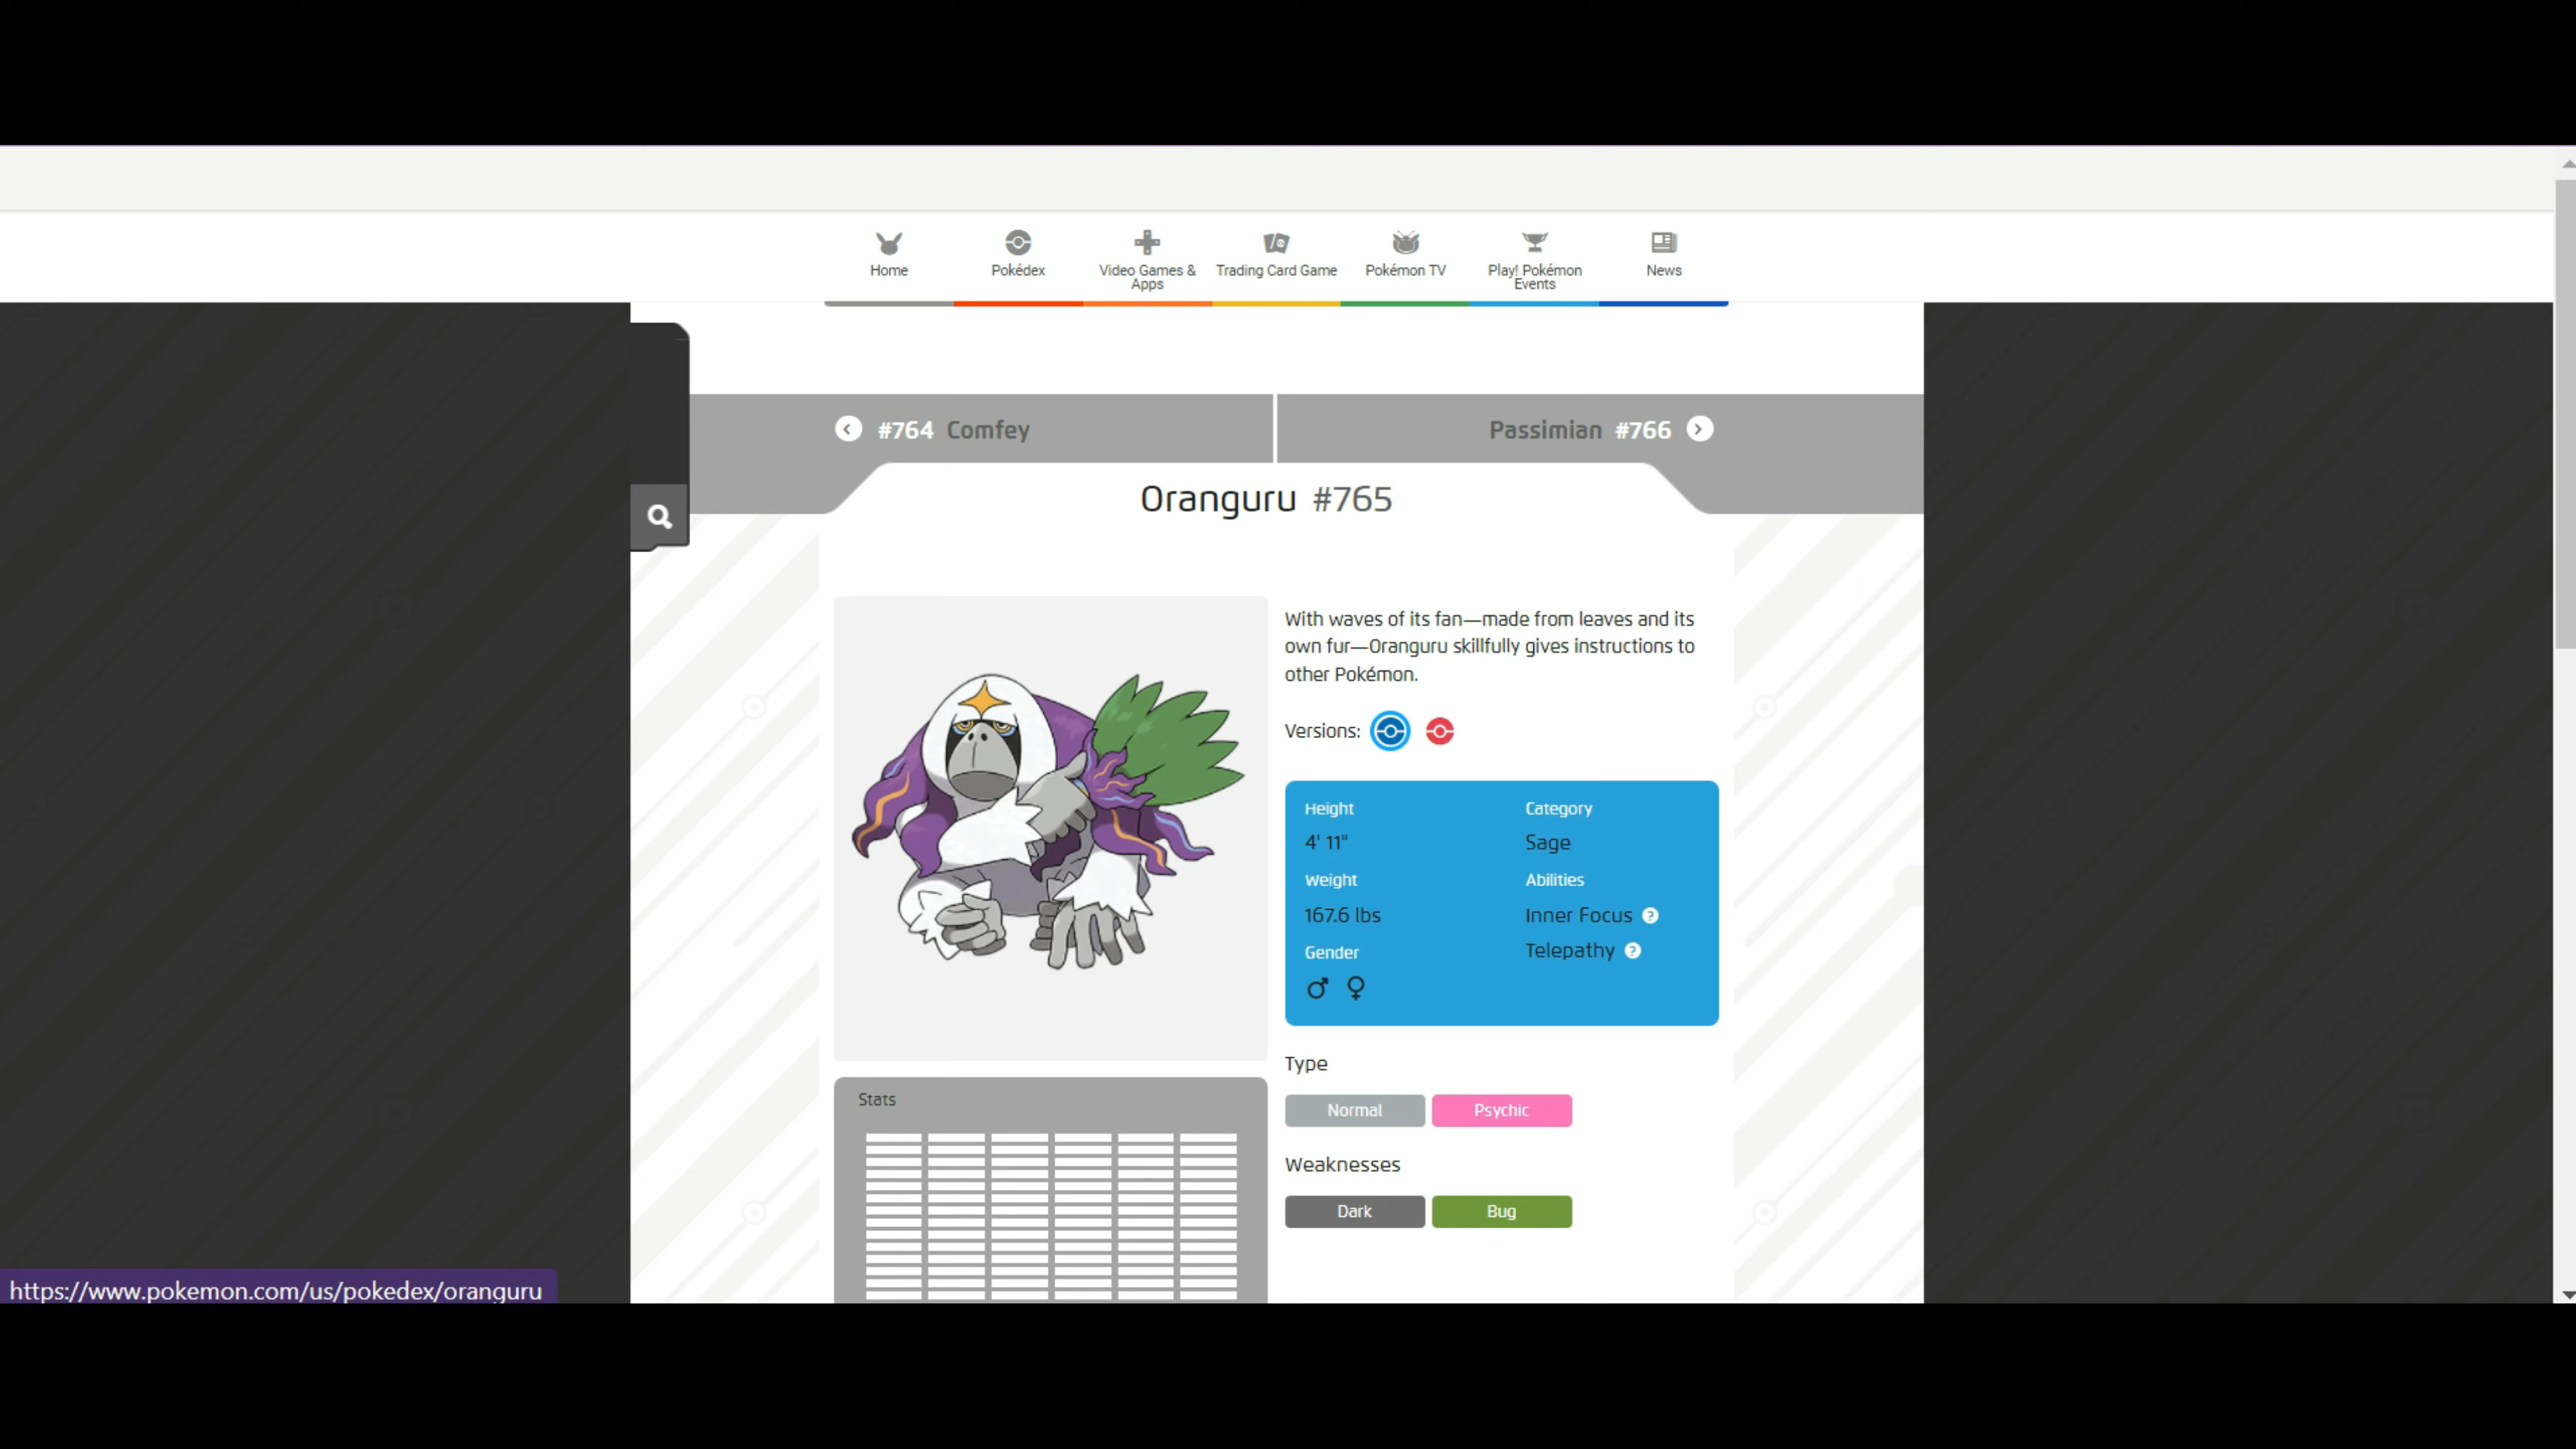 Home
Pokédex
Video Games &
Apps
Trading Card Game
Pokémon TV
Play! Pokémon
Events
News
#764 Comfey
Passimian #766
Oranguru #765
With waves of its fan—made from leaves and its
own fur—Oranguru skillfully gives instructions to
other Pokémon.
Versions:
Height
4' 11"
Weight
167.6 lbs
Gender
Category
Sage
Abilities
Inner Focus ?
Telepathy ?
Type
Normal
Psychic
Weaknesses
Dark
Bug
Stats
https://www.pokemon.com/us/pokedex/oranguru